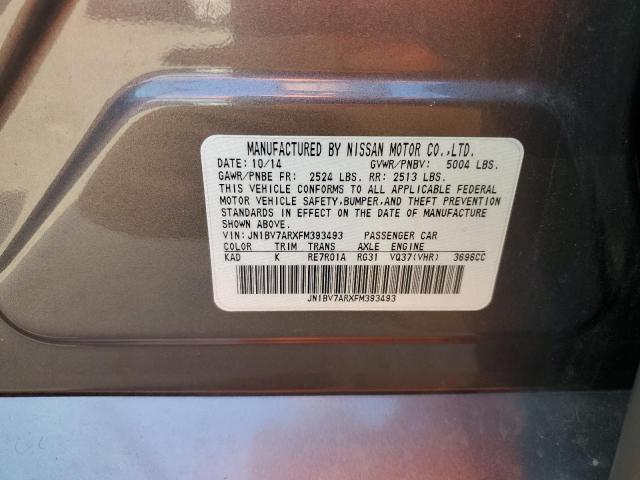 MANUFACTURED BY NISSAN MOTOR CO.,LTD.
DATE: 10/14 GVWR/PNBV: 5004 LBS.
GAWR/PNBE FR: 2524 LBS. RR: 2513 LBS.
THIS VEHICLE CONFORMS TO ALL APPLICABLE FEDERAL
MOTOR VEHICLE SAFETY,BUMPER,AND THEFT PREVENTION
STANDARDS IN EFFECT ON THE DATE OF MANUFACTURE
SHOWN ABOVE.
VIN: JN1BV7ARXFM393493 PASSENGER CAR
COLOR TRIM TRANS AXLE ENGINE
KAD K RE7R01A RG31 VQ37(VHR) 3696CC
JN1BV7ARXFM393493